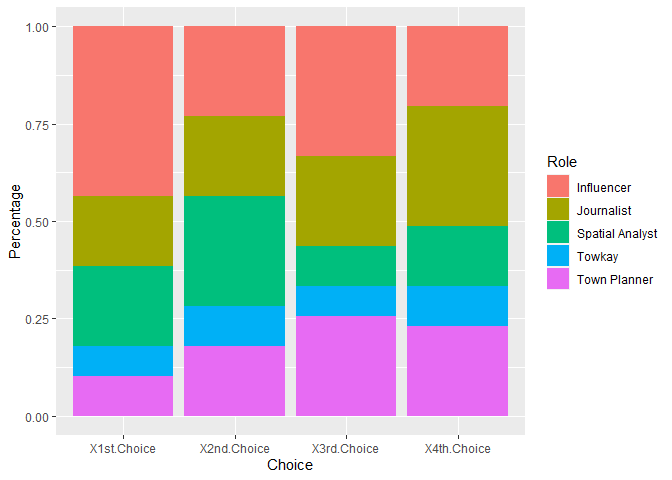 1.00
0.75
0.50
0.25
0.00
Percentage
X1st.Choice
X2nd.Choice
X3rd.Choice
X4th.Choice
Choice
Role
Influencer
Journalist
Spatial Analyst
Towkay
Town Planner